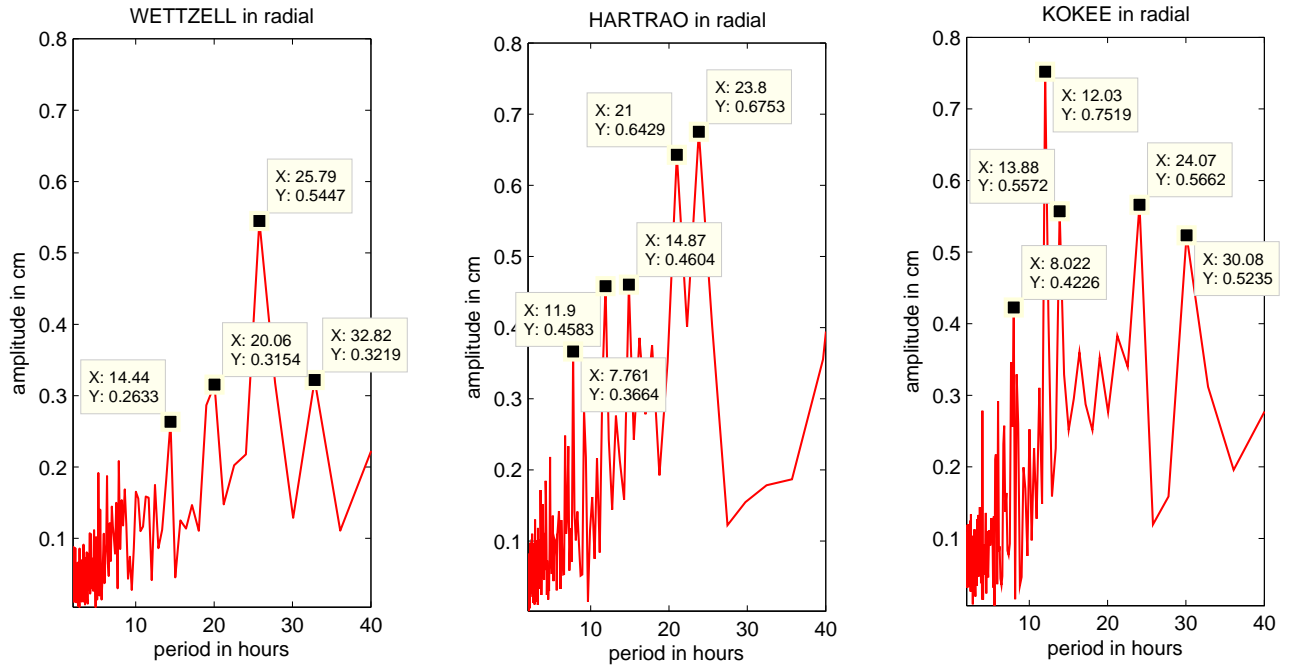 WETTZELL in radial
0.8
0.7
0.6
0.5
0.4
0.3
0.2
0.1
amplitude in cm
X: 14.44
Y: 0.2633
X: 20.06
Y: 0.3154
X: 25.79
Y: 0.5447
X: 32.82
Y: 0.3219
10
20
30
40
period in hours
HARTRAO in radial
0.8
0.7
0.6
0.5
0.3
0.2
0.1
amplitude in cm
X: 21
Y: 0.6429
X: 23.8
Y: 0.6753
X: 14.87
Y: 0.4604
X: 11.9
Y: 0.4583
X: 7.761
Y: 0.3664
10
20
30
40
period in hours
KOKEE in radial
0.8
0.7
0.6
0.5
0.4
0.3
0.2
0.1
amplitude in cm
X: 12.03
Y: 0.7519
X: 13.88
Y: 0.5572
X: 24.07
Y: 0.5662
X: 8.022
Y: 0.4226
X: 30.08
Y: 0.5235
10
20
30
40
period in hours